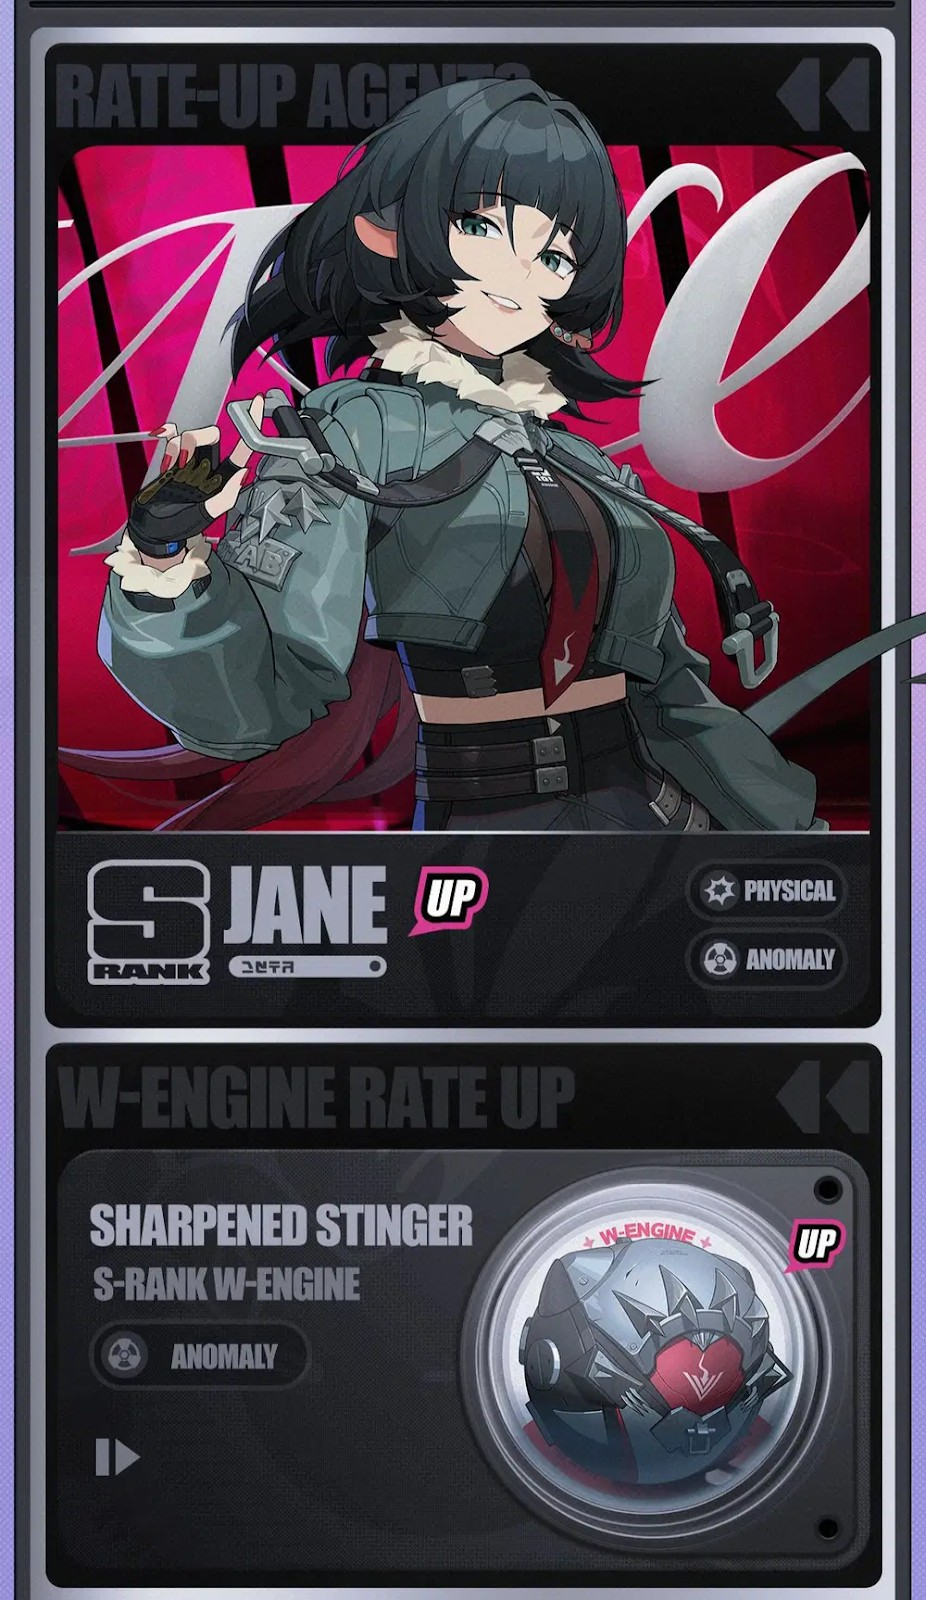 RATE-UP AGENTS
S
RANK
JANE
UP
PHYSICAL
ANOMALY
W-ENGINE RATE UP
SHARPENED STINGER
S-RANK W-ENGINE
ANOMALY
W-ENGINE
UP